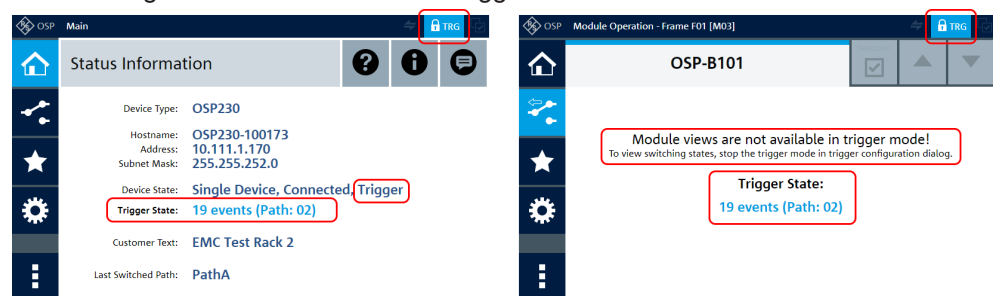 OSP Main TRG
Status Information
Device Type: OSP230
Hostname: OSP230-100173
Address: 10.111.1.170
Subnet Mask: 255.255.252.0
Device State: Single Device, Connected, Trigger
Trigger State: 19 events (Path: 02)
Customer Text: EMC Test Rack 2
Last Switched Path: PathA
OSP Module Operation - Frame F01 [M03] TRG
OSP-B101
Module views are not available in trigger mode!
To view switching states, stop the trigger mode in trigger configuration dialog.
Trigger State:
19 events (Path: 02)